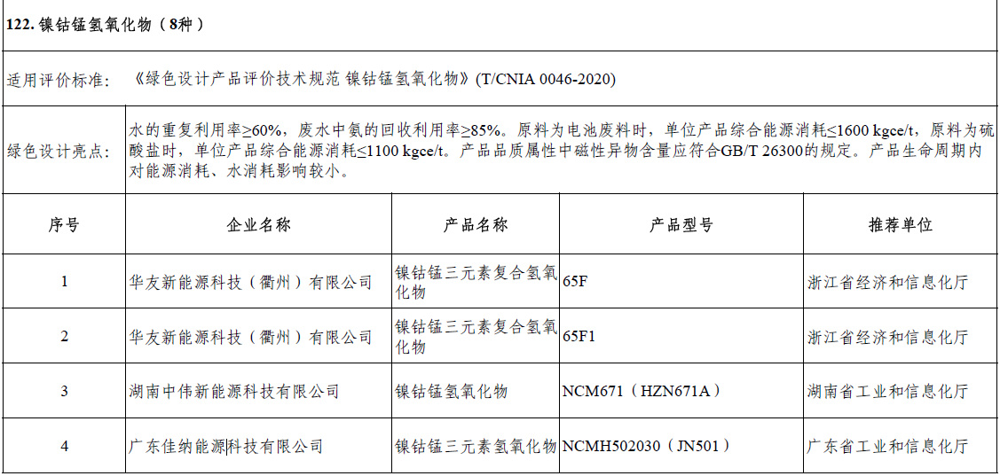 122. 镍钴锰氢氧化物（8种）
适用评价标准： 《绿色设计产品评价技术规范 镍钴锰氢氧化物》(T/CNIA 0046-2020)
绿色设计亮点：
水的重复利用率≥60%，废水中氨的回收利用率≥85%。原料为电池废料时，单位产品综合能源消耗≤1600 kgce/t，原料为硫
酸盐时，单位产品综合能源消耗≤1100 kgce/t。产品品质属性中磁性异物含量应符合GB/T 26300的规定。产品生命周期内
对能源消耗、水消耗影响较小。
序号 企业名称 产品名称 产品型号 推荐单位
1 华友新能源科技（衢州）有限公司 镍钴锰三元素复合氢氧
化物 65F 浙江省经济和信息化厅
2 华友新能源科技（衢州）有限公司 镍钴锰三元素复合氢氧
化物 65F1 浙江省经济和信息化厅
3 湖南中伟新能源科技有限公司 镍钴锰氢氧化物 NCM671（HZN671A） 湖南省工业和信息化厅
4 广东佳纳能源科技有限公司 镍钴锰三元素氢氧化物 NCMH502030（JN501） 广东省工业和信息化厅